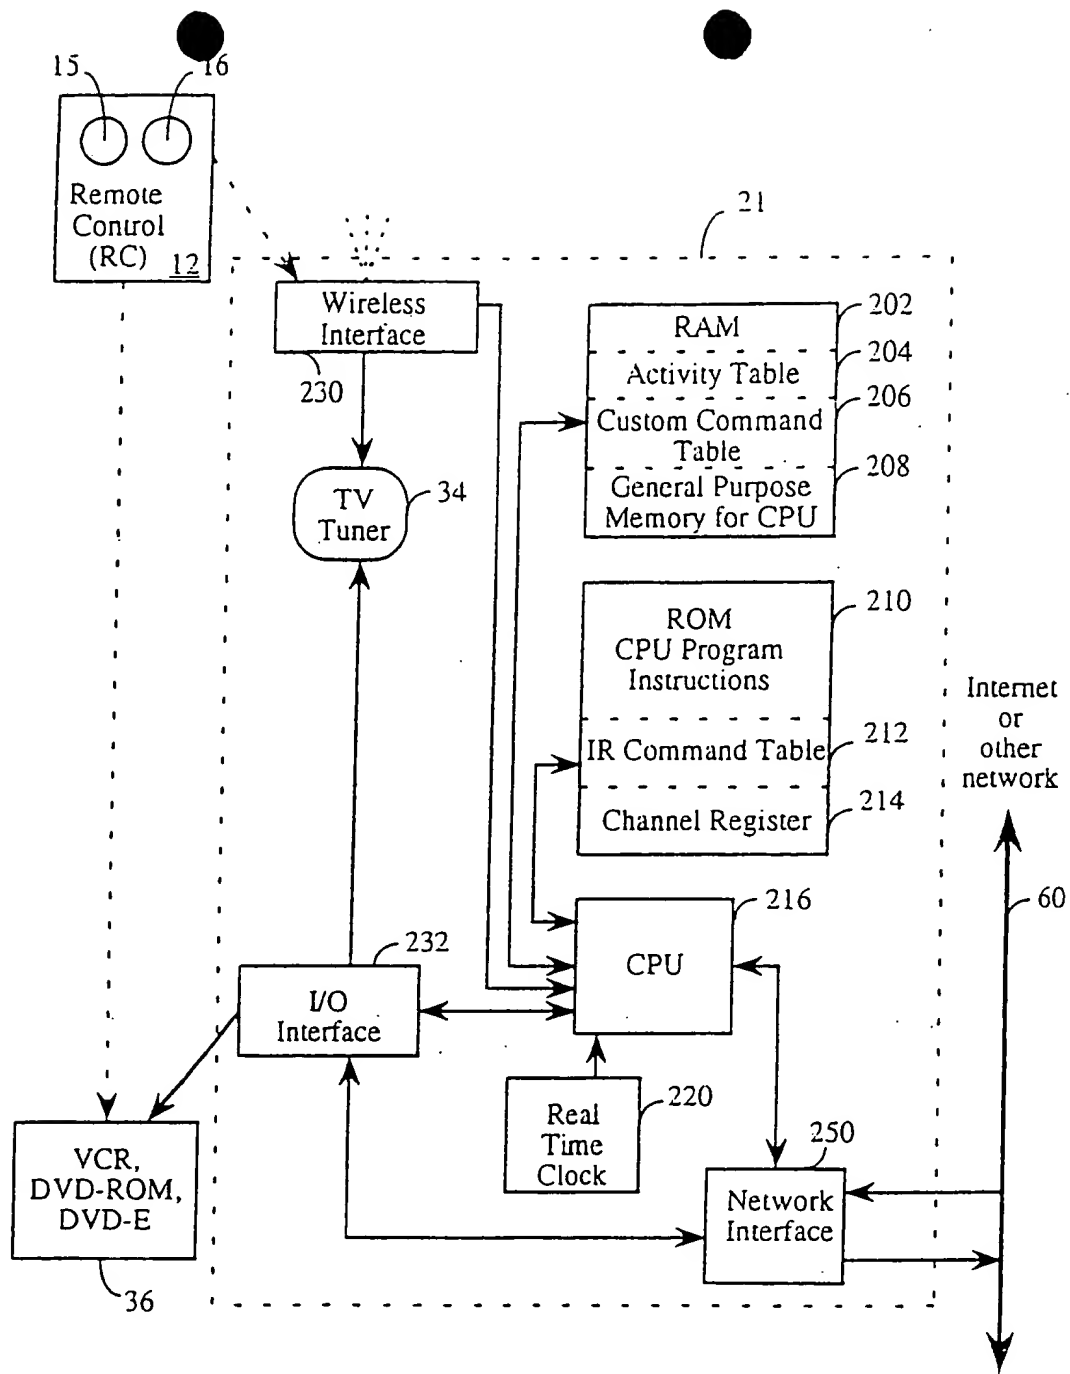 15
16
Remote
Control
(RC)
12
21
Wireless
Interface
230
RAM
202
Activity Table
204
Custom Command
Table
206
General Purpose
Memory for CPU
208
TV
Tuner
34
ROM
CPU Program
Instructions
210
IR Command Table
212
Channel Register
214
Internet
or
other
network
60
CPU
216
232
I/O
Interface
Real
Time
Clock
220
250
Network
Interface
VCR,
DVD-ROM,
DVD-E
36